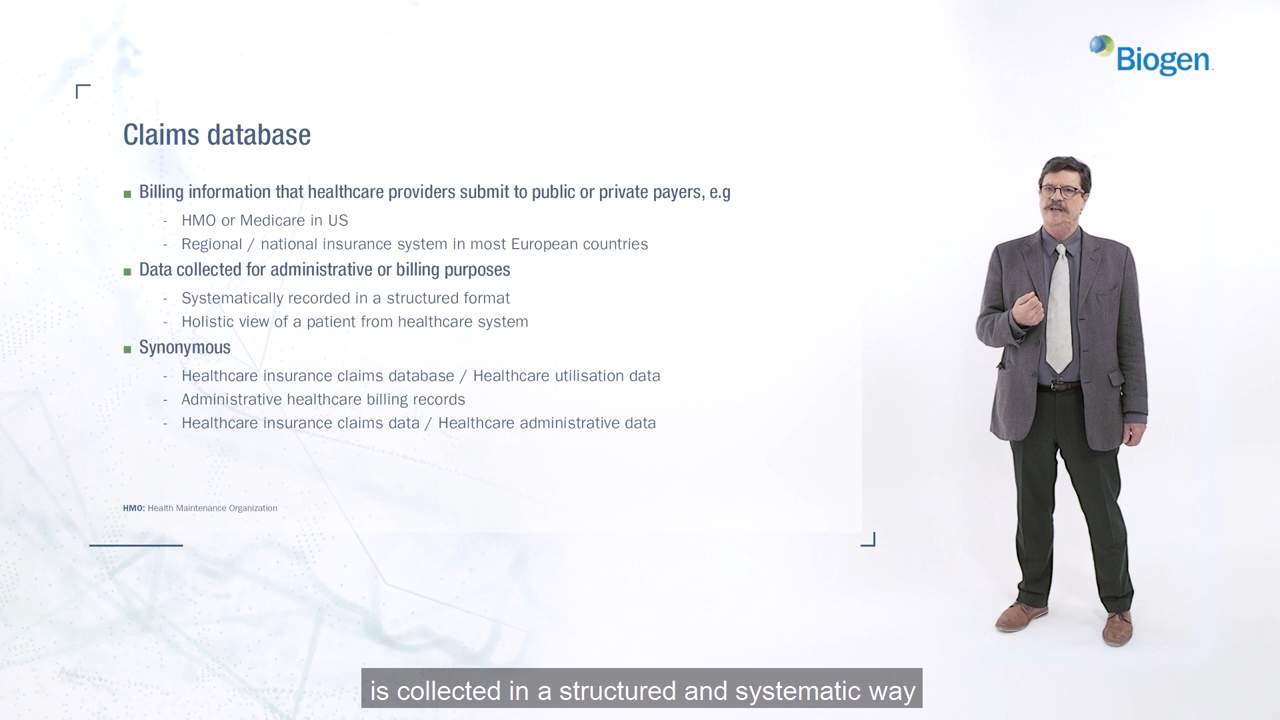 Biogen
Claims database
Billing information that healthcare providers submit to public or private payers, e.g
- HMO or Medicare in US
- Regional / national insurance system in most European countries
Data collected for administrative or billing purposes
- Systematically recorded in a structured format
- Holistic view of a patient from healthcare system
Synonymous
- Healthcare insurance claims database / Healthcare utilisation data
- Administrative healthcare billing records
- Healthcare insurance claims data / Healthcare administrative data
HMO: Health Maintenance Organization
is collected in a structured and systematic way